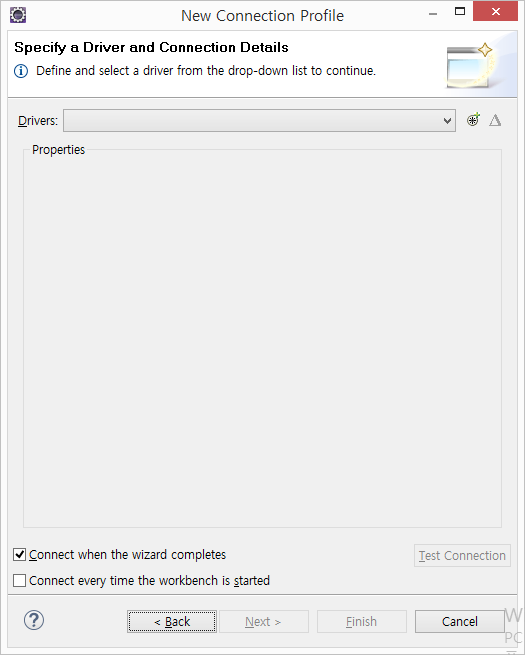 New Connection Profile
Specify a Driver and Connection Details
Define and select a driver from the drop-down list to continue.
Drivers:
Properties
Connect when the wizard completes
Test Connection
Connect every time the workbench is started
< Back
Next >
Finish
Cancel
W
PC